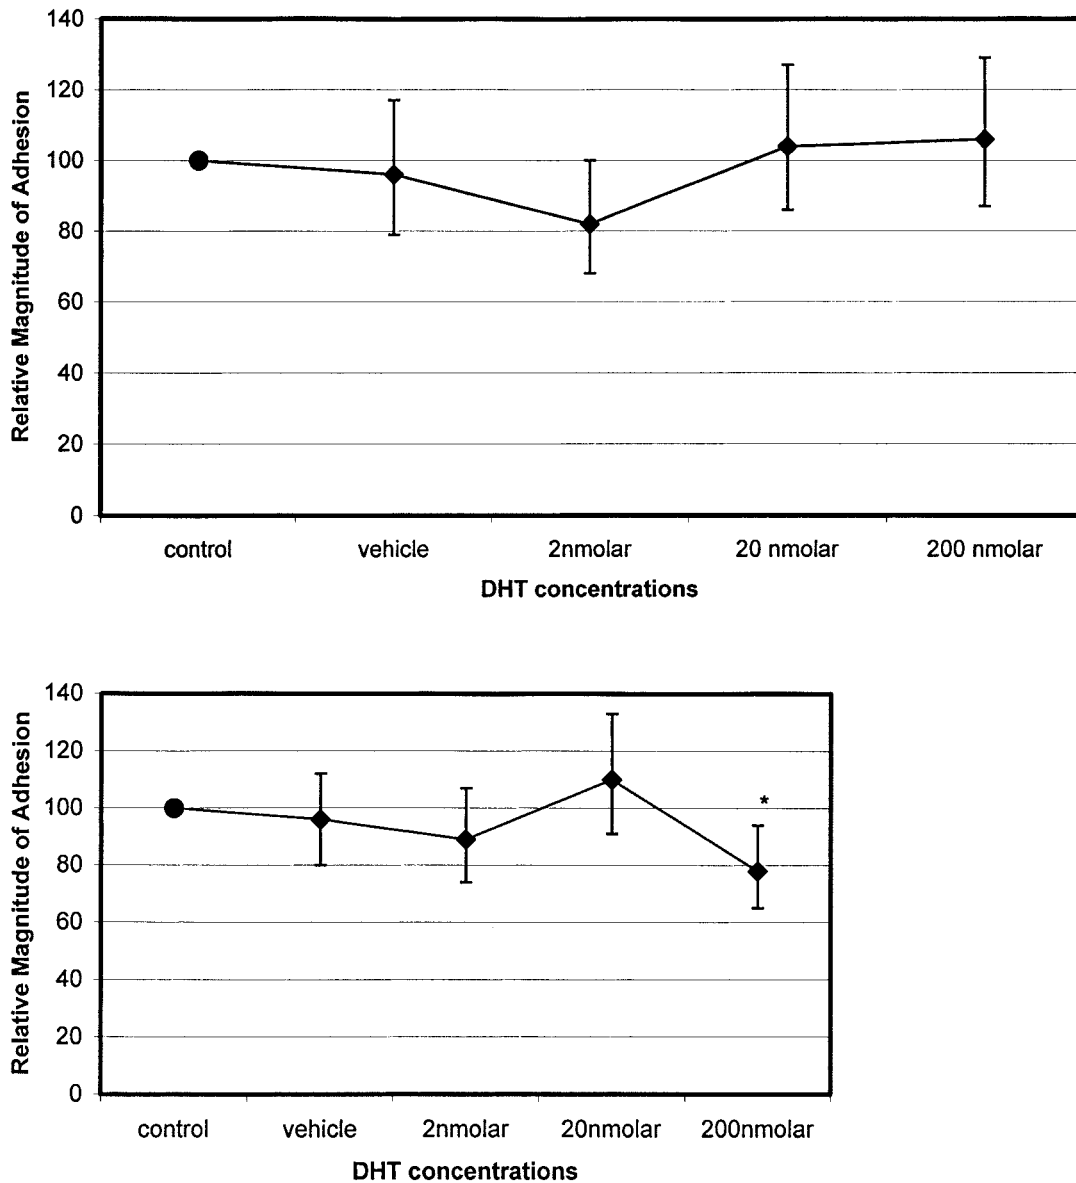 140
120
100
80
60
40
20
0
Relative Magnitude of Adhesion
control vehicle 2nmolar 20 nmolar 200 nmolar
DHT concentrations
140
120
100
80
60
40
20
0
Relative Magnitude of Adhesion
*
control vehicle 2nmolar 20nmolar 200nmolar
DHT concentrations